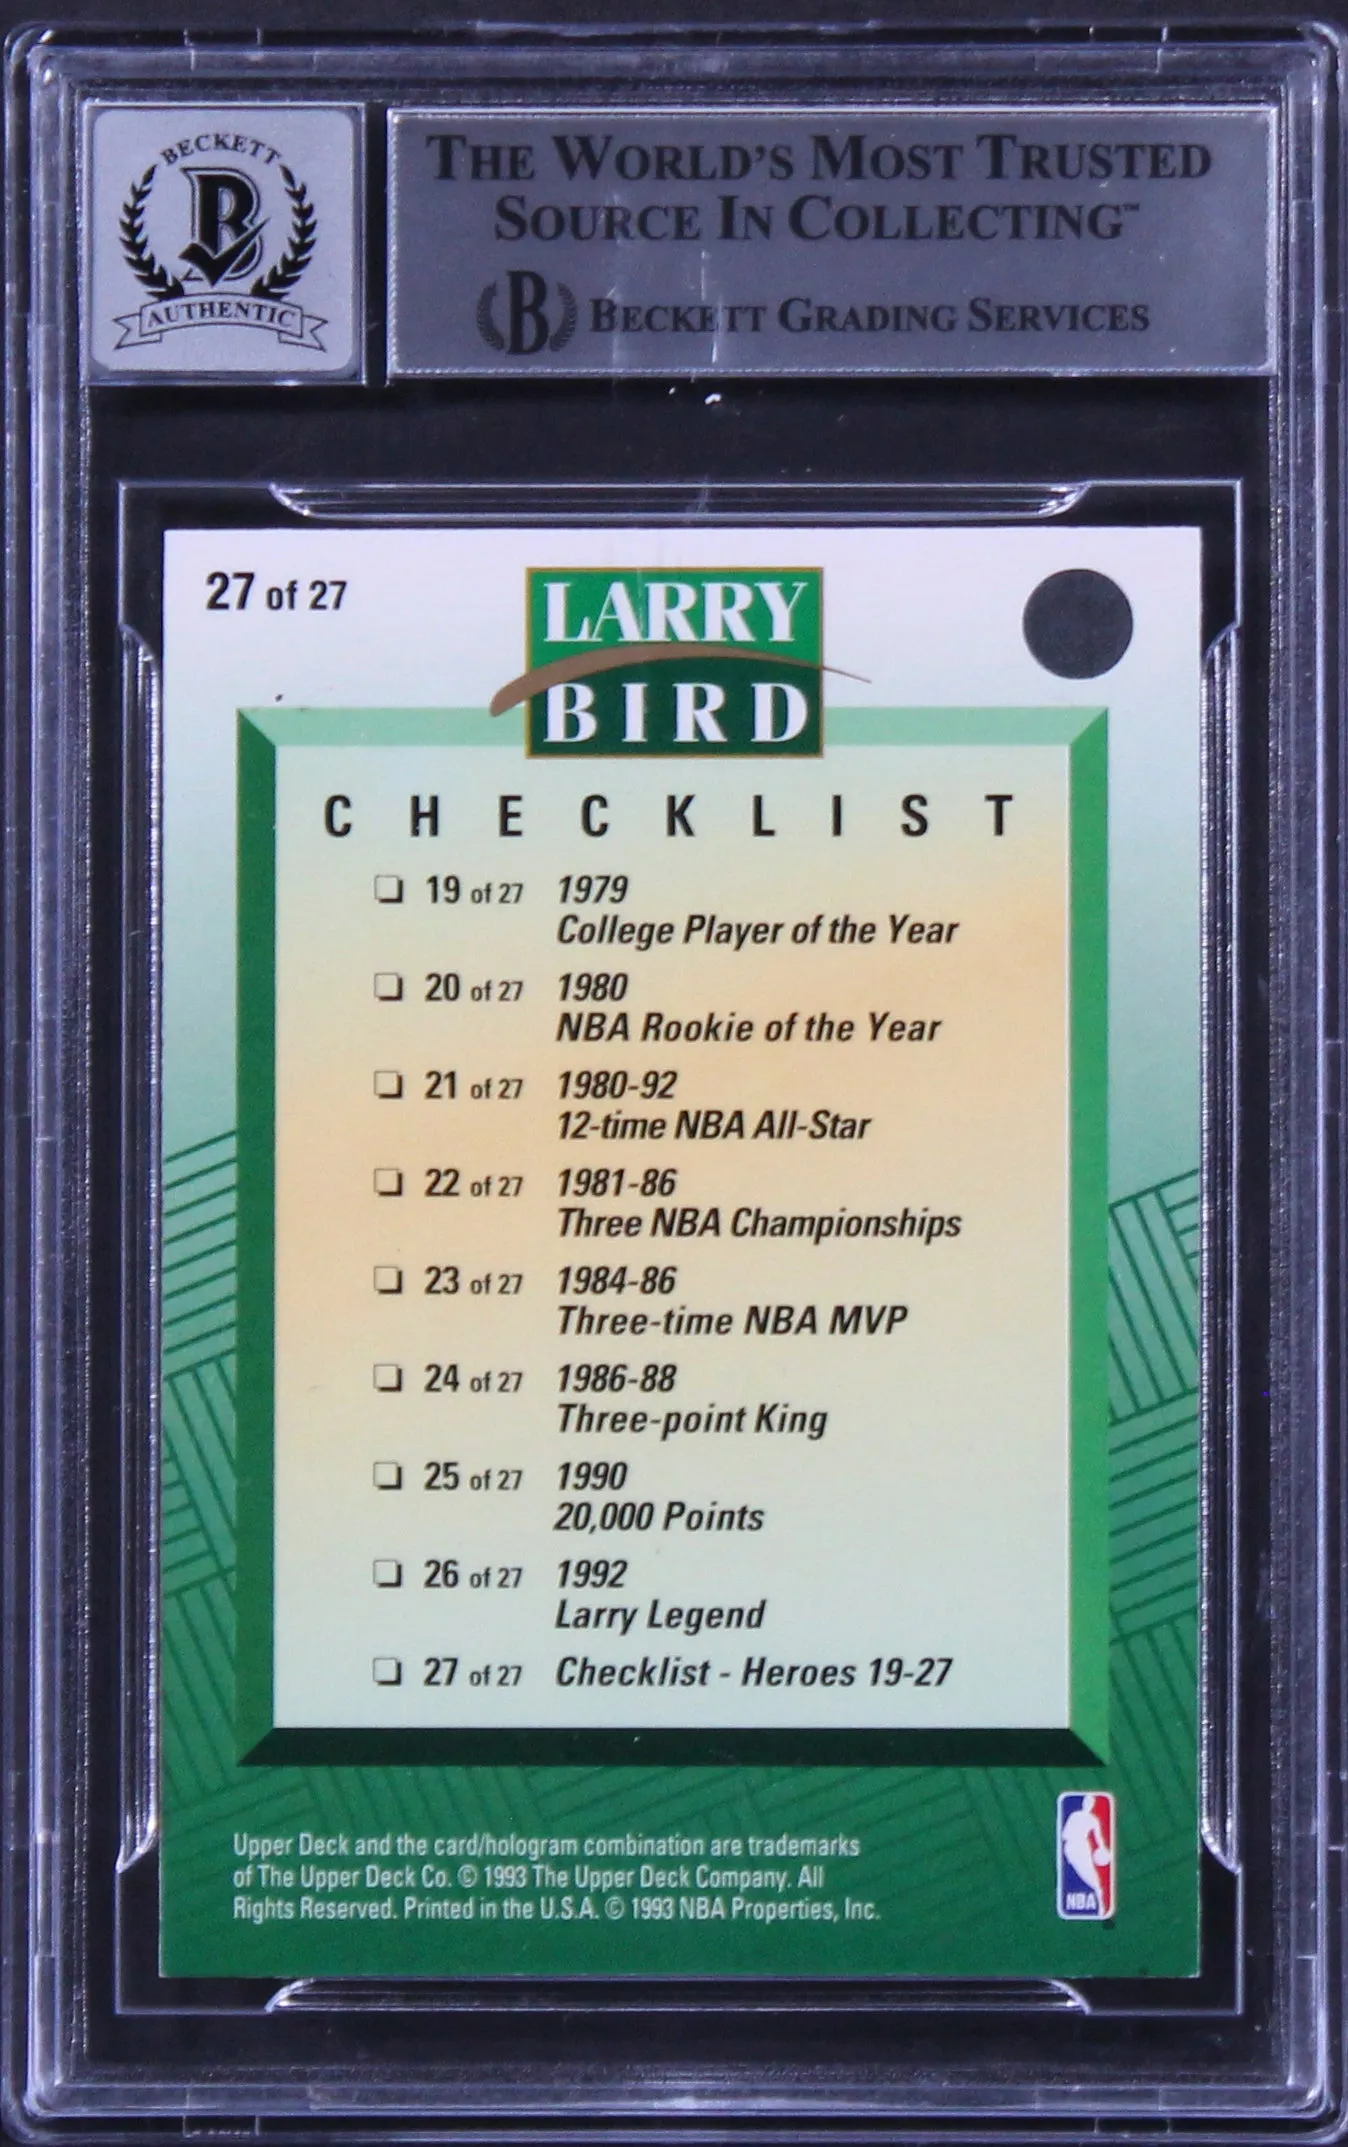 BECKETT
B
AUTHENTIC
THE WORLD'S MOST TRUSTED
SOURCE IN COLLECTING™
B BECKETT GRADING SERVICES
27 of 27
LARRY
BIRD
CHECKLIST
19 of 27 1979
College Player of the Year
20 of 27 1980
NBA Rookie of the Year
21 of 27 1980-92
12-time NBA All-Star
22 of 27 1981-86
Three NBA Championships
23 of 27 1984-86
Three-time NBA MVP
24 of 27 1986-88
Three-point King
25 of 27 1990
20,000 Points
26 of 27 1992
Larry Legend
27 of 27 Checklist - Heroes 19-27
Upper Deck and the card/hologram combination are trademarks
of The Upper Deck Co. © 1993 The Upper Deck Company. All
Rights Reserved. Printed in the U.S.A. © 1993 NBA Properties, Inc.
NBA